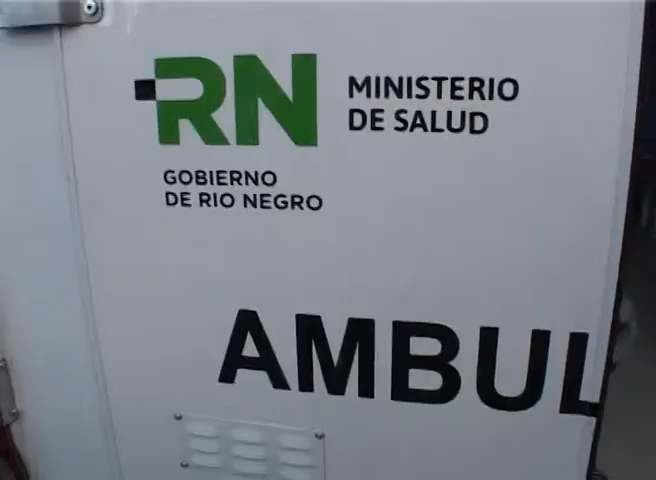 RN
MINISTERIO
DE SALUD
GOBIERNO
DE RIO NEGRO
AMBUL